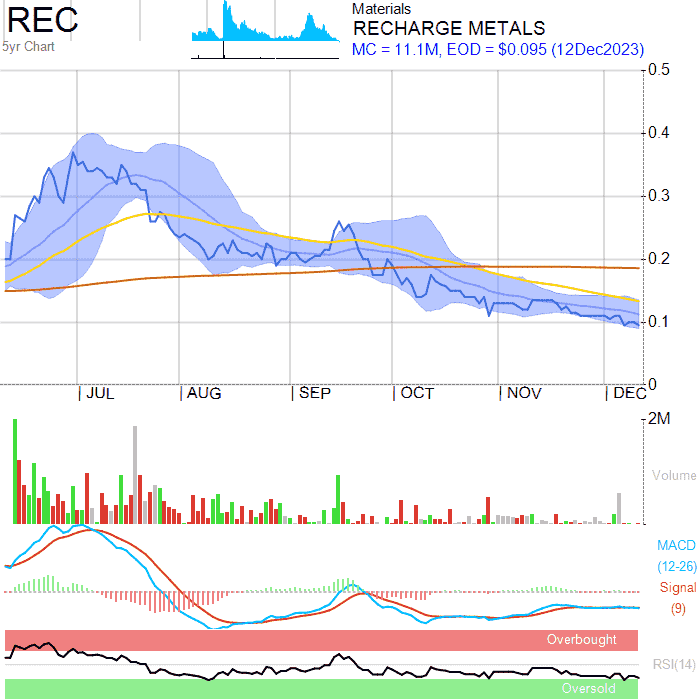 REC
5yr Chart
Materials
RECHARGE METALS
MC = 11.1M, EOD = $0.095 (12Dec2023)
0.5
0.4
0.3
0.2
0.1
0
JUL AUG SEP OCT NOV DEC
2M
Volume
MACD
(12-26)
Signal
(9)
Overbought
RSI(14)
Oversold